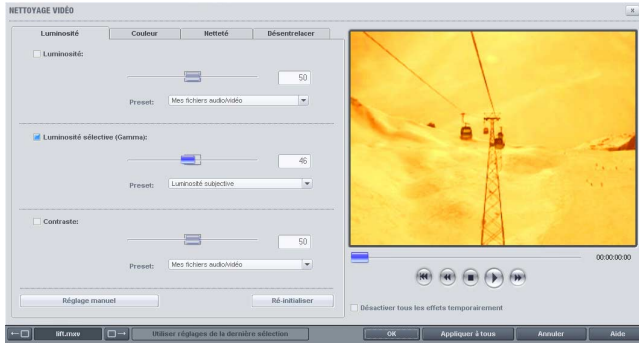 NETTOYAGE VIDÉO
Luminosité Couleur Netteté Désentrelacer
Luminosité:
50
Preset: Mes fichiers audio/vidéo
Luminosité sélective (Gamma):
46
Preset: Luminosité subjective
Contraste:
50
Preset: Mes fichiers audio/vidéo
Réglage manuel Ré-initialiser
00:00:00:00
Désactiver tous les effets temporairement
lift.mxv Utiliser réglages de la dernière sélection OK Appliquer à tous Annuler Aide